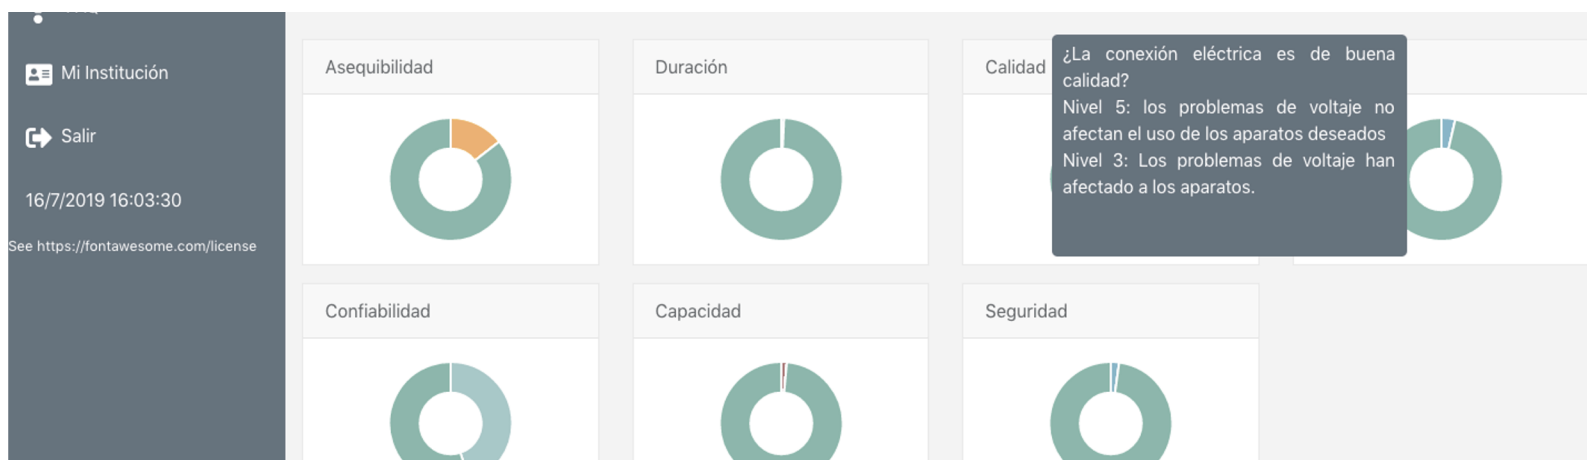 Mi Institución
Salir
16/7/2019 16:03:30
See https://fontawesome.com/license
Asequibilidad
Duración
Calidad
¿La conexión eléctrica es de buena
calidad?
Nivel 5: los problemas de voltaje no
afectan el uso de los aparatos deseados
Nivel 3: Los problemas de voltaje han
afectado a los aparatos.
Confiabilidad
Capacidad
Seguridad